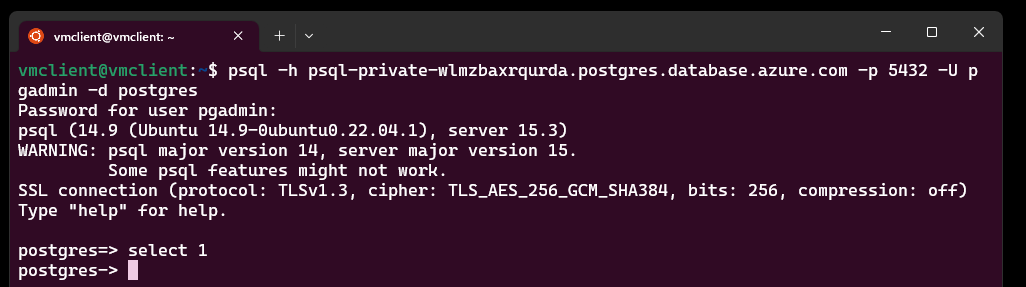 vmclient@vmclient: ~
vmclient@vmclient:~$ psql -h psql-private-wlmzbaxrqurda.postgres.database.azure.com -p 5432 -U p
gadmin -d postgres
Password for user pgadmin:
psql (14.9 (Ubuntu 14.9-0ubuntu0.22.04.1), server 15.3)
WARNING: psql major version 14, server major version 15.
         Some psql features might not work.
SSL connection (protocol: TLSv1.3, cipher: TLS_AES_256_GCM_SHA384, bits: 256, compression: off)
Type "help" for help.

postgres=> select 1
postgres->